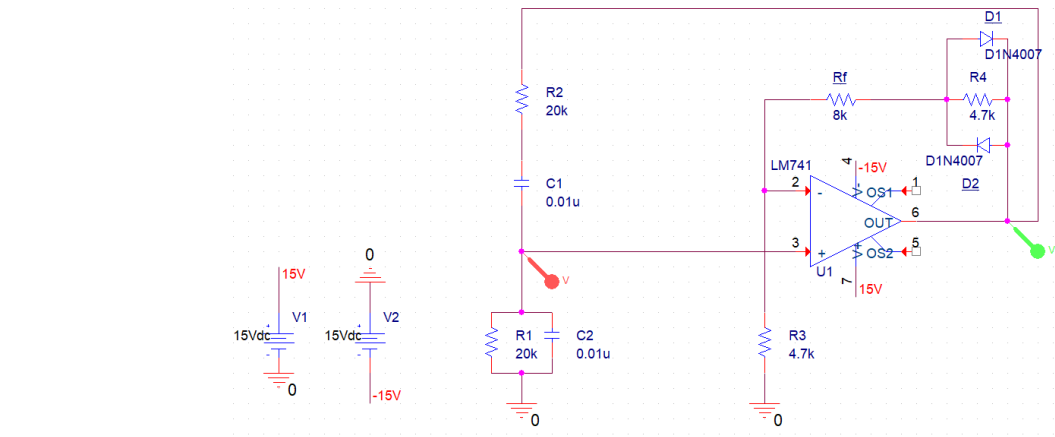 D1
D1N4007
Rf
8k
R4
4.7k
R2
20k
D1N4007
D2
LM741
4
-15V
2
-
V-
OS1
1
C1
0.01u
OUT
6
3
+
V+
OS2
5
U1
7
15V
V
V
0
15V
V1
15Vdc
+
-
0
V2
15Vdc
+
-
-15V
R1
20k
C2
0.01u
0
R3
4.7k
0